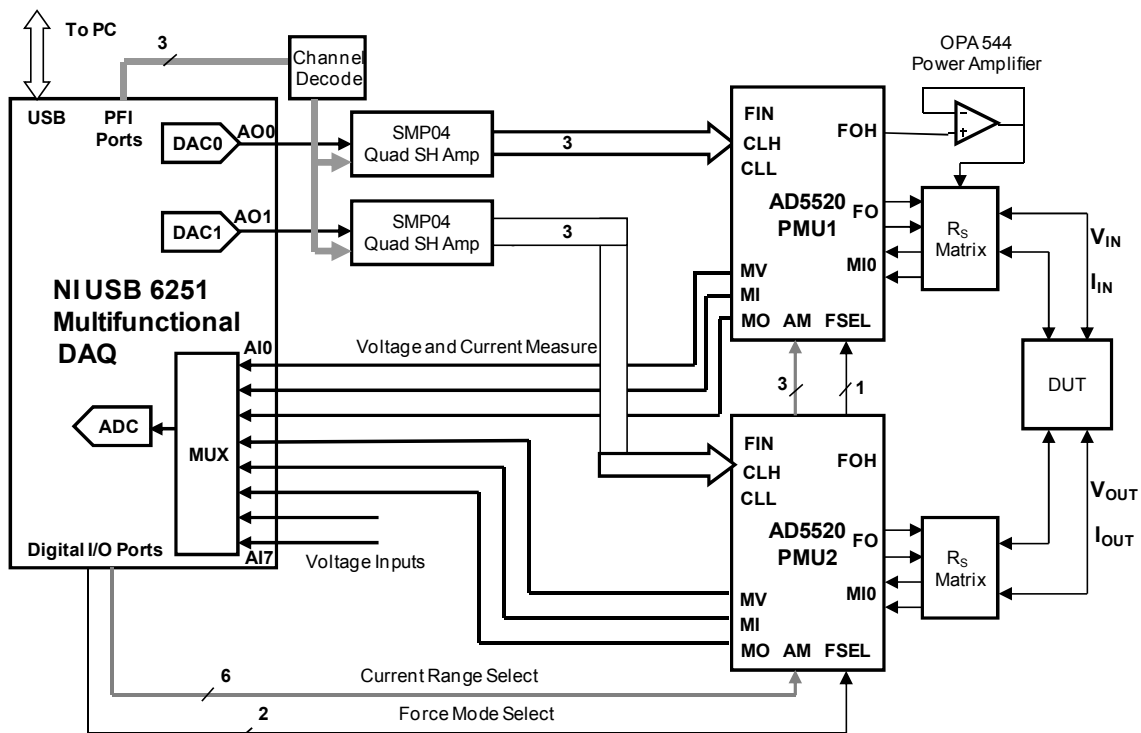 To PC
3
Channel
Decode
OPA 544
Power Amplifier
USB
PFI
Ports
DAC0
AO0
SMP04
Quad SH Amp
3
DAC1
AO1
SMP04
Quad SH Amp
3
FIN
CLH
CLL
FOH
AD5520
PMU1
FO
MI0
MV
MI
MO
AM
FSEL
−
+
RS
Matrix
VIN
IIN
NI USB 6251
Multifunctional
DAQ
AI0
Voltage and Current Measure
3
1
DUT
ADC
MUX
FIN
CLH
CLL
FOH
AD5520
PMU2
FO
MI0
MV
MI
MO
AM
FSEL
RS
Matrix
VOUT
IOUT
Digital I/O Ports
AI7
Voltage Inputs
6
Current Range Select
2
Force Mode Select